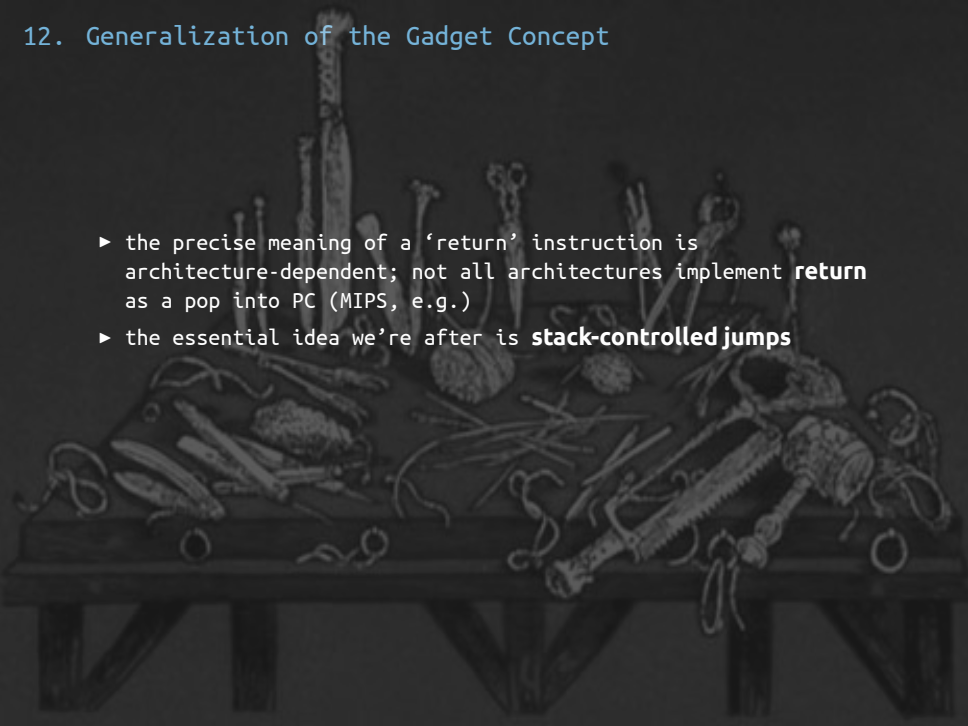 12. Generalization of the Gadget Concept
▶ the precise meaning of a ‘return’ instruction is
architecture-dependent; not all architectures implement return
as a pop into PC (MIPS, e.g.)
▶ the essential idea we’re after is stack-controlled jumps